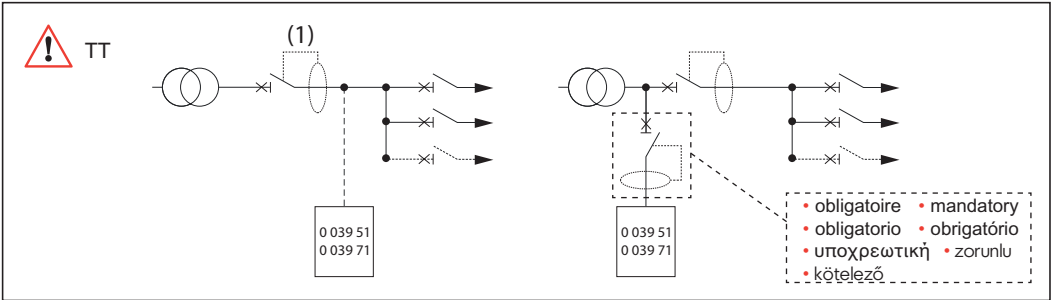 TT
(1)
0 039 51
0 039 71
0 039 51
0 039 71
• obligatoire • mandatory
• obligatorio • obrigatório
• υποχρεωτική • zorunlu
• kötelező